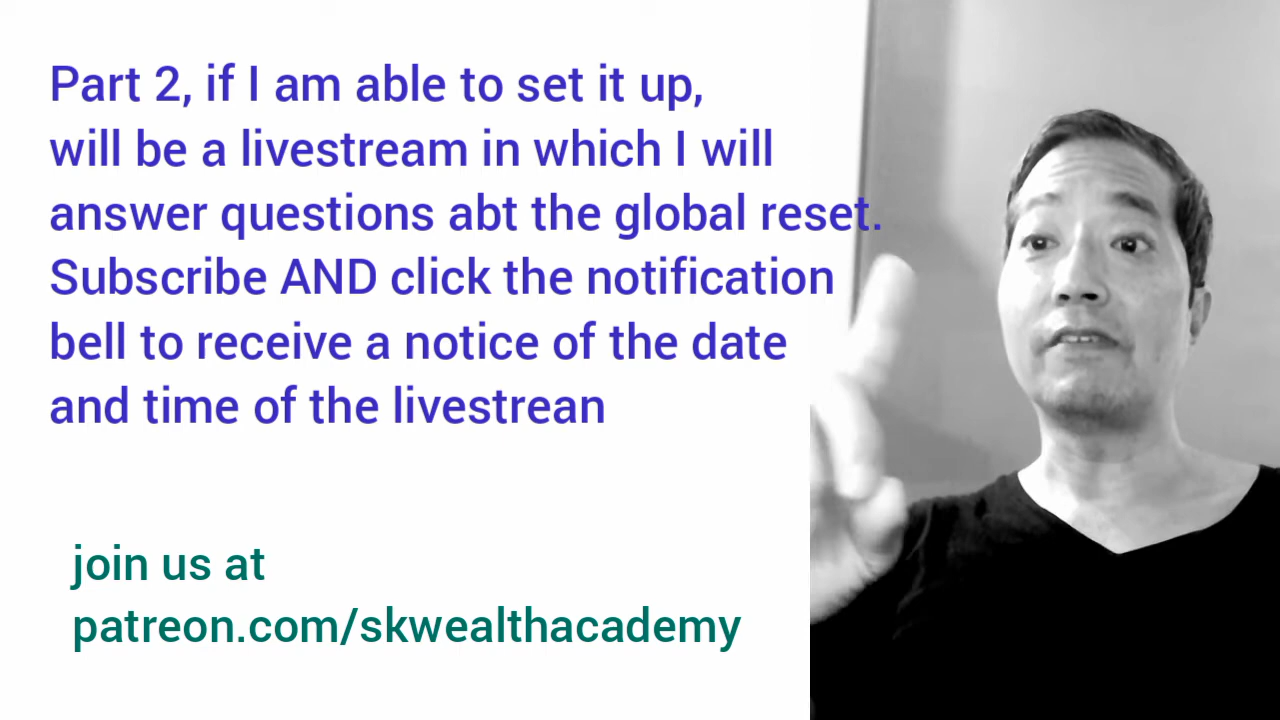 Part 2, if I am able to set it up,
will be a livestream in which I will
answer questions abt the global reset.
Subscribe AND click the notification
bell to receive a notice of the date
and time of the livestrean
join us at
patreon.com/skwealthacademy